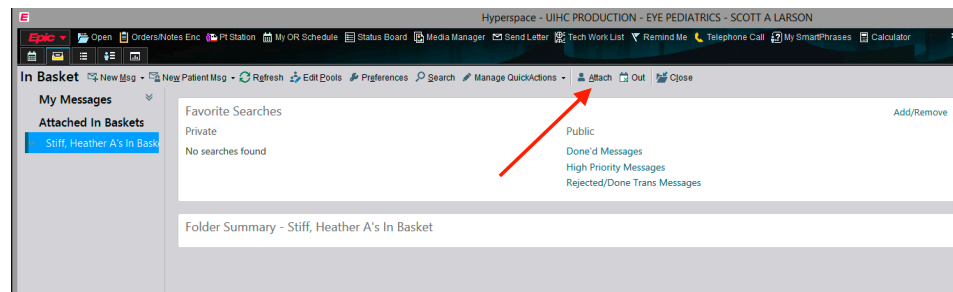 Hyperspace - UIHC PRODUCTION - EYE PEDIATRICS - SCOTT A LARSON
Epic Open Orders/Notes Enc Pt Station My OR Schedule Status Board Media Manager Send Letter Tech Work List Remind Me Telephone Call My SmartPhrases Calculator
In Basket New Msg New Patient Msg Refresh Edit Pools Preferences Search Manage QuickActions Attach Out Close
My Messages
Attached In Baskets
Stiff, Heather A's In Bask
Favorite Searches Add/Remove
Private Public
No searches found Done'd Messages
High Priority Messages
Rejected/Done Trans Messages
Folder Summary - Stiff, Heather A's In Basket